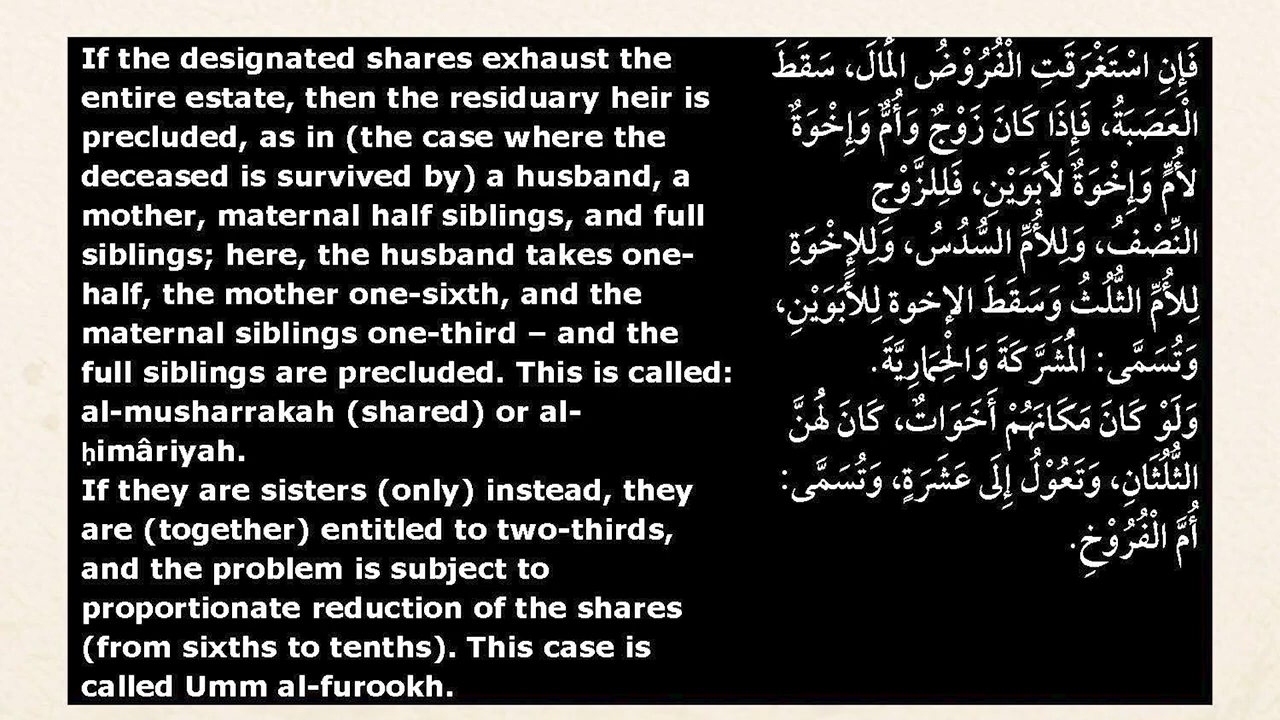 If the designated shares exhaust the
entire estate, then the residuary heir is
precluded, as in (the case where the
deceased is survived by) a husband, a
mother, maternal half siblings, and full
siblings; here, the husband takes one-
half, the mother one-sixth, and the
maternal siblings one-third – and the
full siblings are precluded. This is called:
al-musharrakah (shared) or al-
ḥimâriyah.
If they are sisters (only) instead, they
are (together) entitled to two-thirds,
and the problem is subject to
proportionate reduction of the shares
(from sixths to tenths). This case is
called Umm al-furookh.
فَإِنِ اسْتَغْرَقَتِ الْفُرُوْضُ الْمَالَ، سَقَطَ
الْعَصَبَةُ، فَإِذَا كَانَ زَوْجٌ وَأُمٌّ وَإِخْوَةٌ
لأُمٍّ وَإِخْوَةٌ لأَبَوَيْنِ، فَلِلزَّوْجِ
النِّصْفُ، وَلِلأُمِّ السُّدُسُ، وَلِلإِخْوَةِ
لِلأُمِّ الثُّلُثُ وَسَقَطَ الإخوة لِلأَبَوَيْنِ،
وَتُسَمَّى: الْمُشَرَّكَةَ وَالْحِمَارِيَّةَ.
وَلَوْ كَانَ مَكَانَهُمْ أَخَوَاتٌ، كَانَ لَهُنَّ
الثُّلُثَانِ، وَتَعُوْلُ إِلَى عَشَرَةٍ، وَتُسَمَّى:
أُمَّ الْفُرُوْخِ.